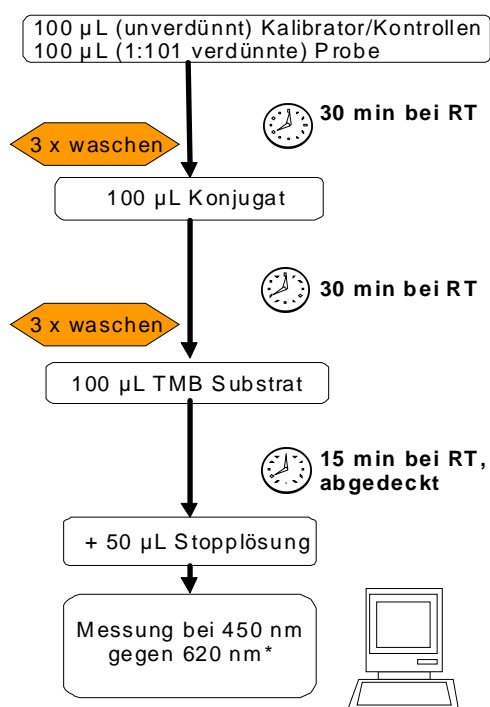 100 µL (unverdünnt) Kalibrator/Kontrollen
100 µL (1:101 verdünnte) Probe
30 min bei RT
3 x waschen
100 µL Konjugat
30 min bei RT
3 x waschen
100 µL TMB Substrat
15 min bei RT,
abgedeckt
+ 50 µL Stopplösung
Messung bei 450 nm
gegen 620 nm*